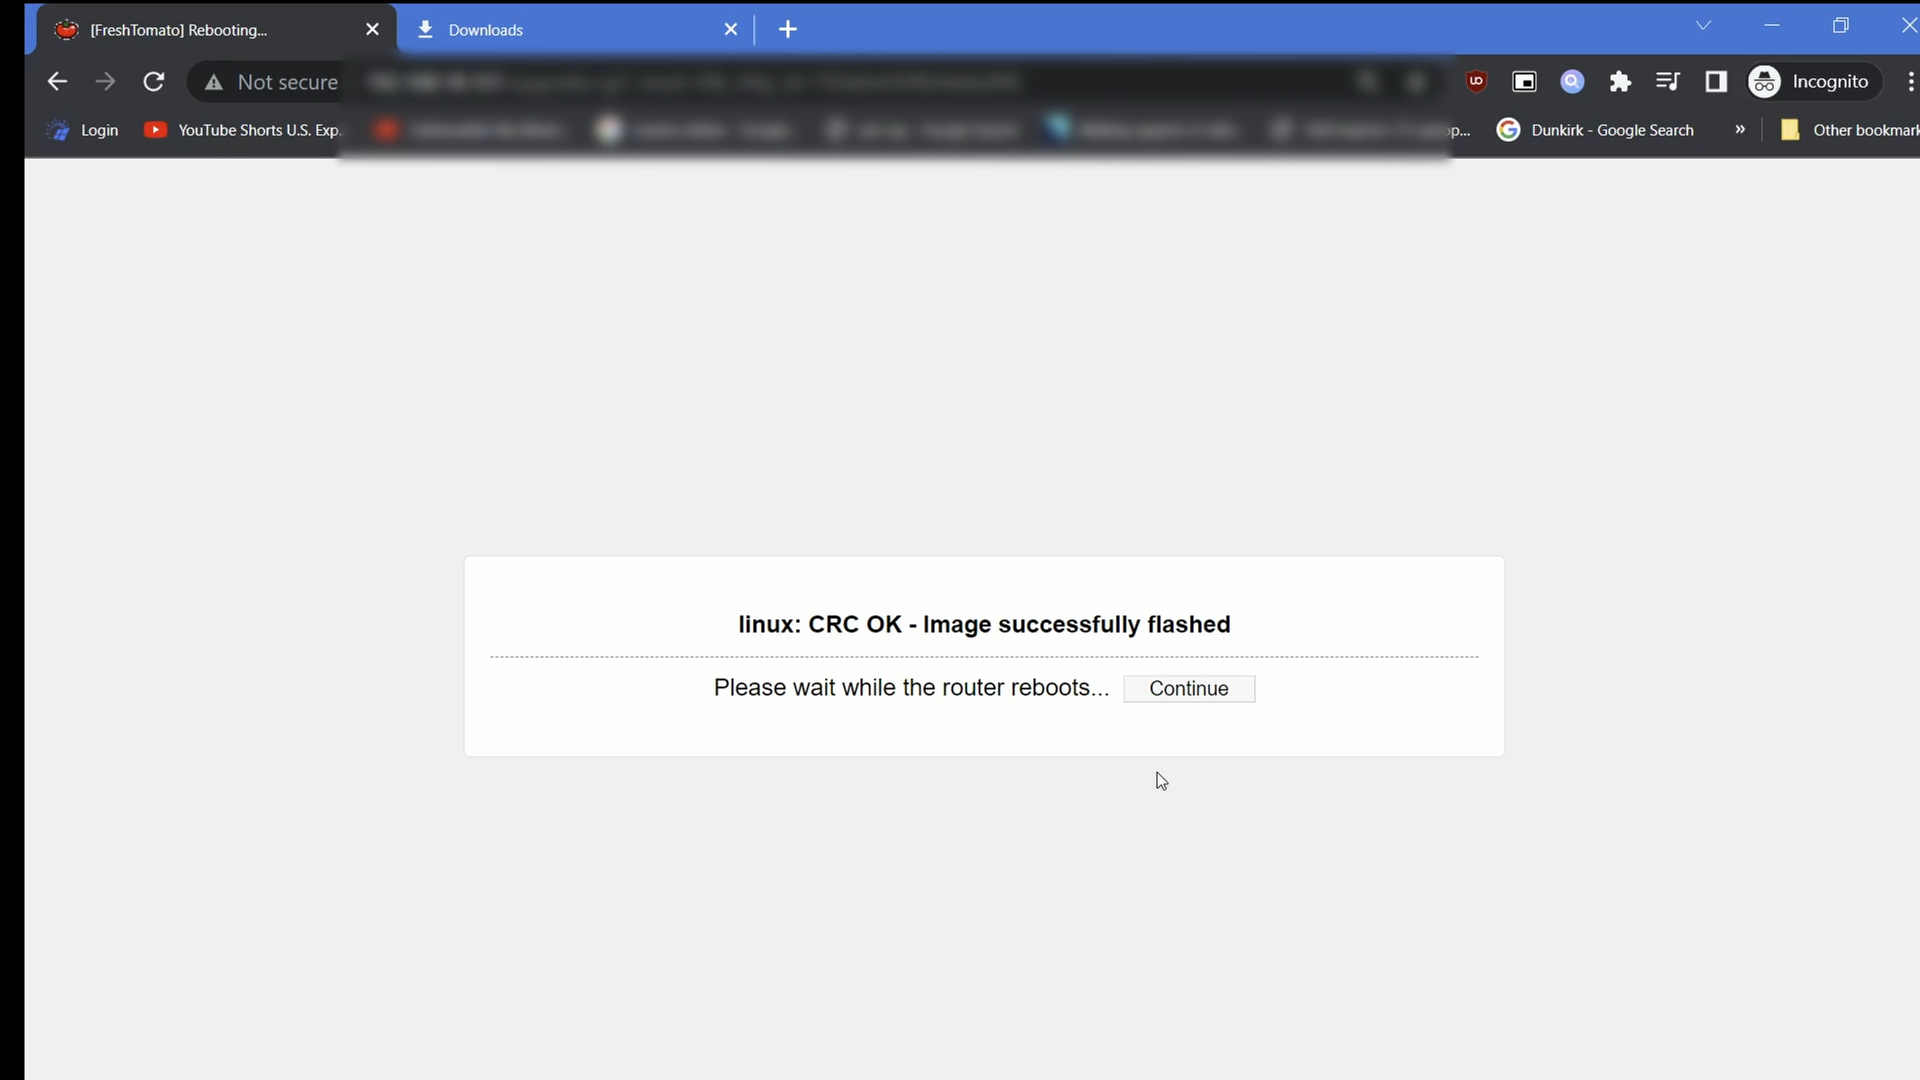 [FreshTomato] Rebooting...
Downloads
Not secure
Incognito
Login
YouTube Shorts U.S. Exp.
Dunkirk - Google Search
»
Other bookmark
linux: CRC OK - Image successfully flashed
Please wait while the router reboots...
Continue